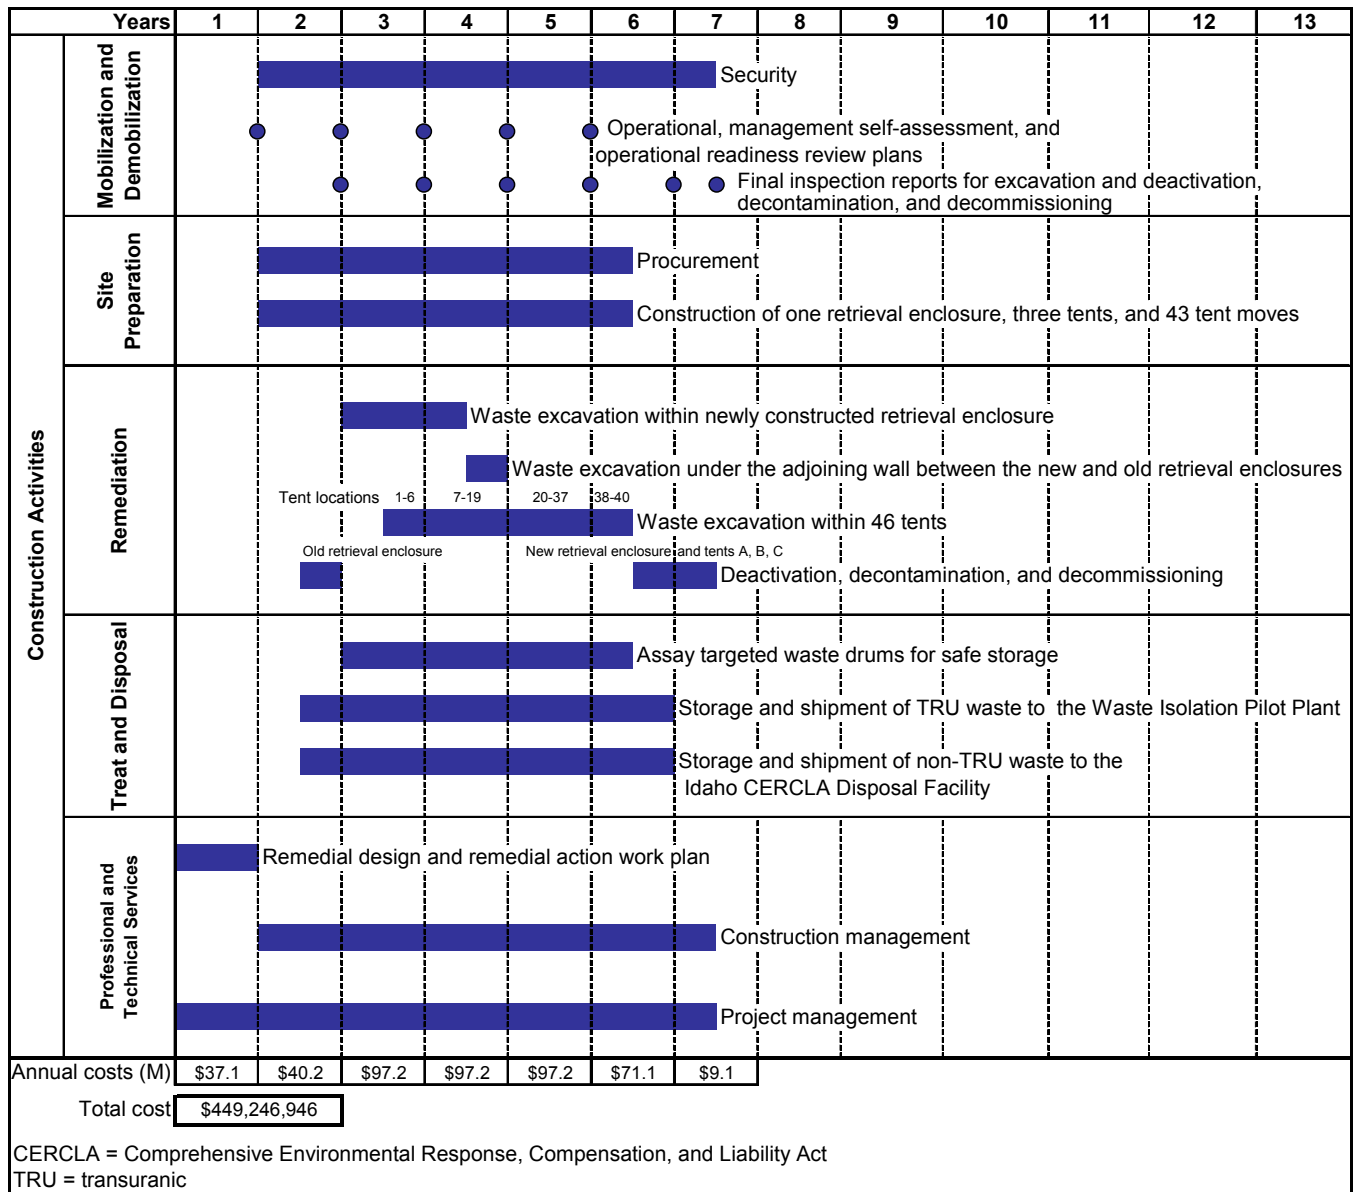 Years 1 2 3 4 5 6 7 8 9 10 11 12 13
Construction Activities
Mobilization and
Demobilization
Security
Operational, management self-assessment, and
operational readiness review plans
Final inspection reports for excavation and deactivation,
decontamination, and decommissioning
Site
Preparation
Procurement
Construction of one retrieval enclosure, three tents, and 43 tent moves
Remediation
Waste excavation within newly constructed retrieval enclosure
Waste excavation under the adjoining wall between the new and old retrieval enclosures
Tent locations 1-6 7-19 20-37 38-40
Waste excavation within 46 tents
Old retrieval enclosure New retrieval enclosure and tents A, B, C
Deactivation, decontamination, and decommissioning
Treat and Disposal
Assay targeted waste drums for safe storage
Storage and shipment of TRU waste to the Waste Isolation Pilot Plant
Storage and shipment of non-TRU waste to the
Idaho CERCLA Disposal Facility
Professional and
Technical Services
Remedial design and remedial action work plan
Construction management
Project management
Annual costs (M) $37.1 $40.2 $97.2 $97.2 $97.2 $71.1 $9.1
Total cost $449,246,946
CERCLA = Comprehensive Environmental Response, Compensation, and Liability Act
TRU = transuranic